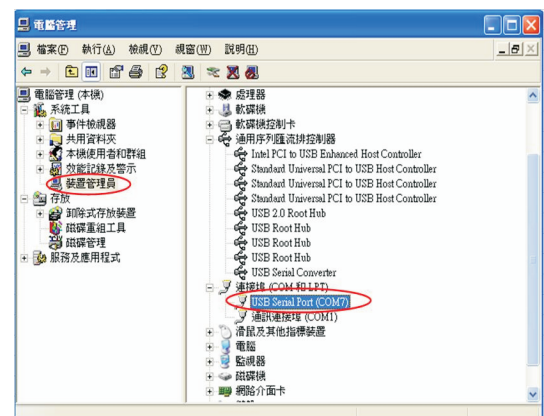 電腦管理
檔案(F) 執行(A) 檢視(V) 視窗(W) 說明(H)
電腦管理 (本機)
系統工具
事件檢視器
共用資料夾
本機使用者和群組
效能記錄及警示
裝置管理員
存放
卸除式存放裝置
磁碟重組工具
磁碟管理
服務及應用程式
處理器
軟碟機
軟碟機控制卡
通用序列匯流排控制器
Intel PCI to USB Enhanced Host Controller
Standard Universal PCI to USB Host Controller
Standard Universal PCI to USB Host Controller
Standard Universal PCI to USB Host Controller
USB 2.0 Root Hub
USB Root Hub
USB Root Hub
USB Root Hub
USB Serial Converter
連接埠 (COM 和 LPT)
USB Serial Port (COM7)
通訊連接埠 (COM1)
滑鼠及其他指標裝置
電腦
監視器
磁碟機
網路介面卡